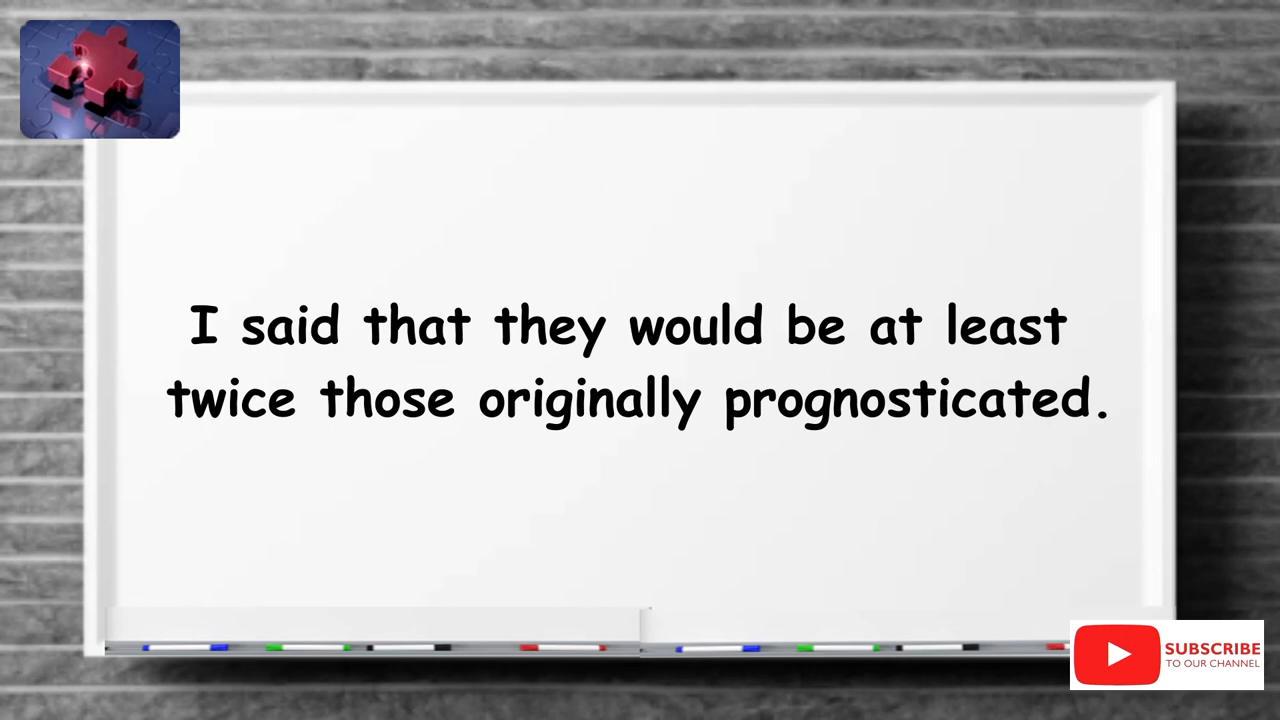 I said that they would be at least
twice those originally prognosticated.
SUBSCRIBE
TO OUR CHANNEL